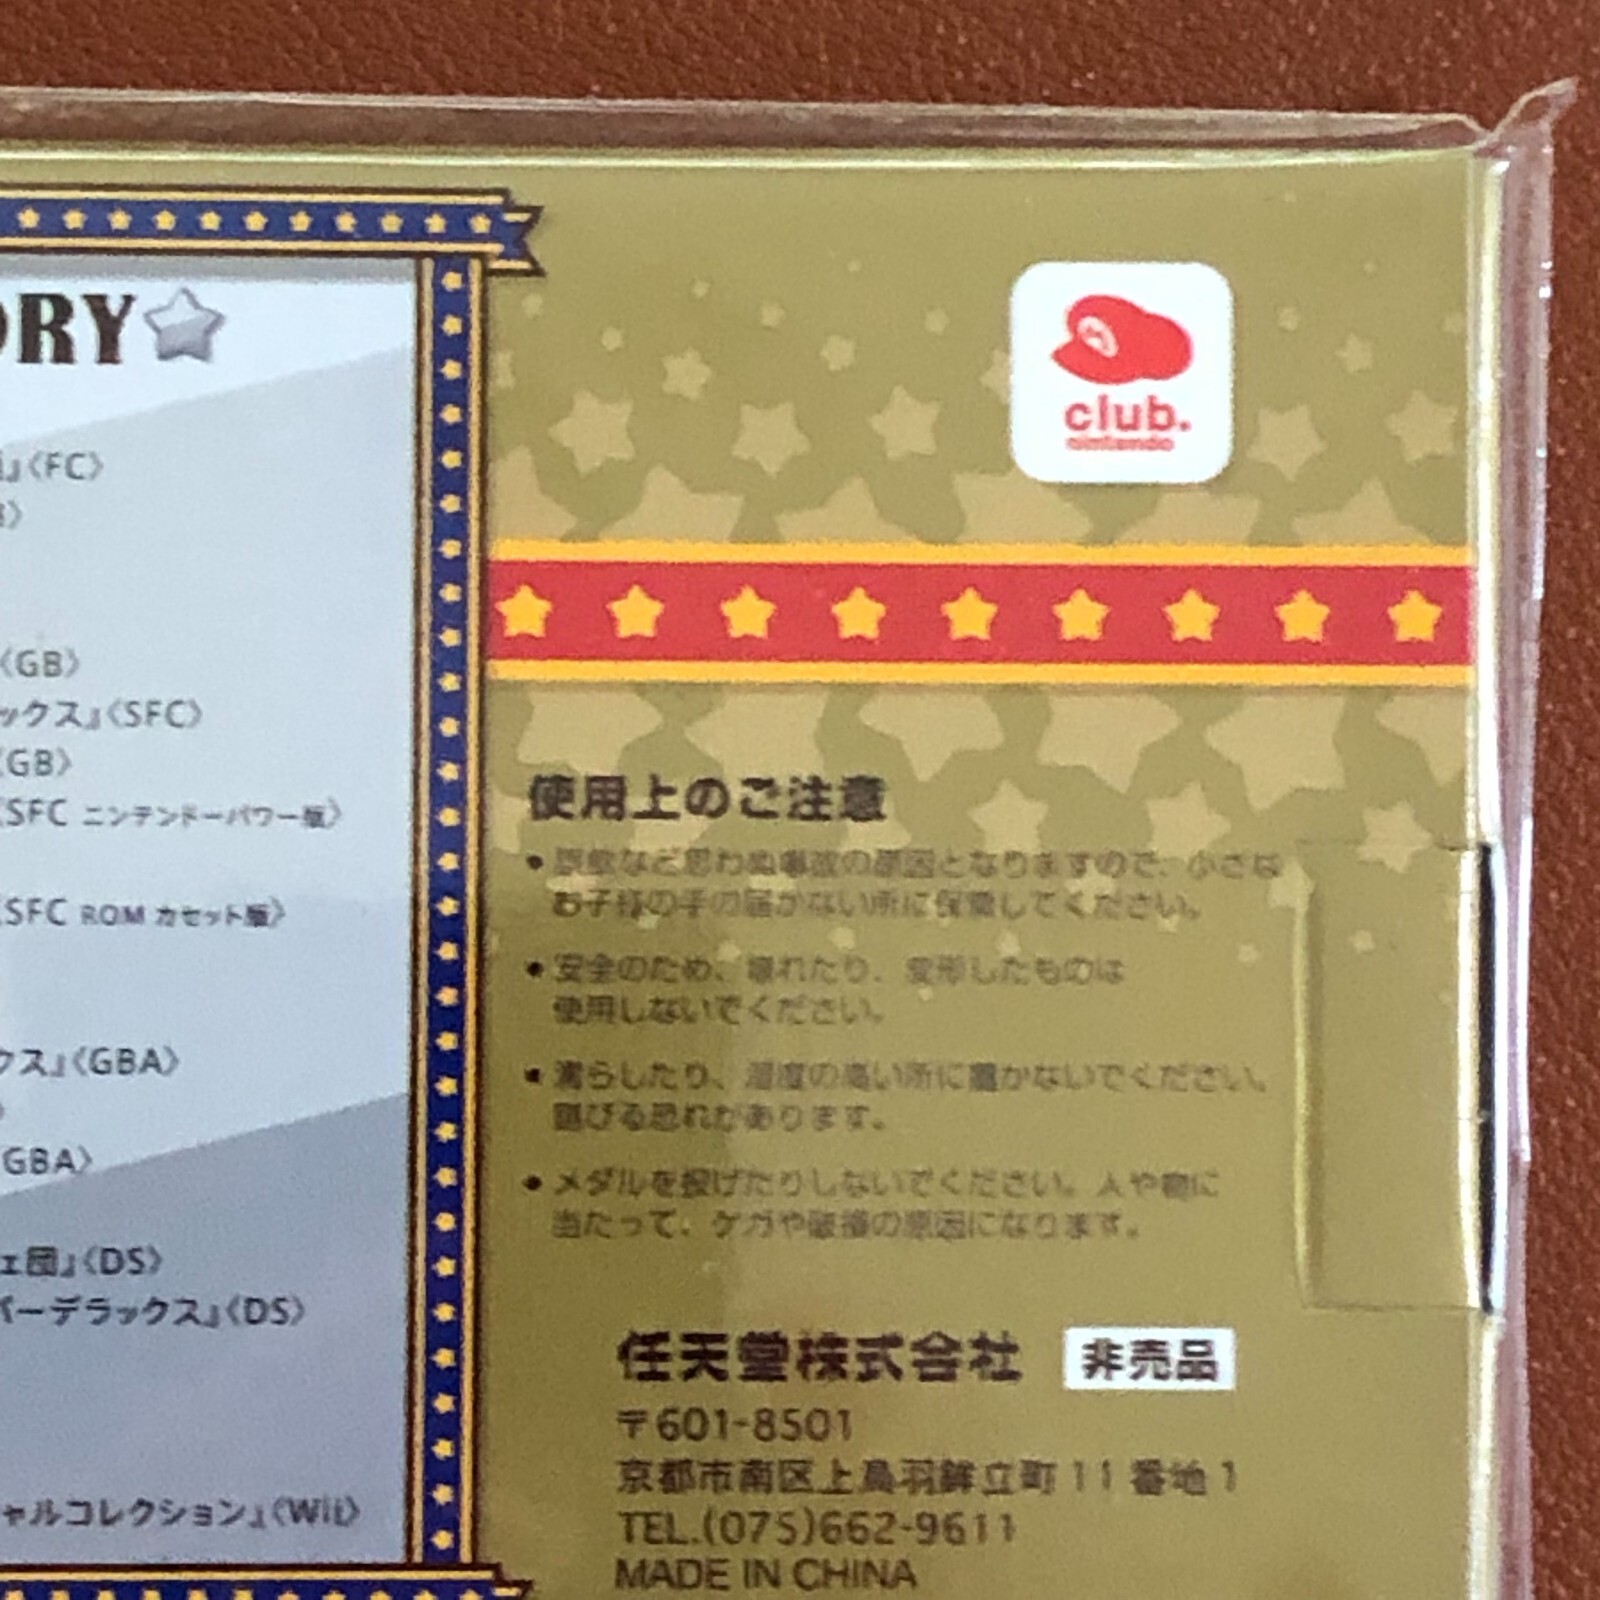 ORY
club.
nintendo
』〈FC〉
〉
〈GB〉
ックス』〈SFC〉
〈GB〉
〈SFC ニンテンドーパワー版〉
〈SFC ROM カセット版〉
クス』〈GBA〉
〉
〈GBA〉
ェ団』〈DS〉
パーデラックス』〈DS〉
ャルコレクション』〈Wii〉
使用上のご注意
●誤飲など思わぬ事故の原因となりますので、小さな
お子様の手の届かない所に保管してください。
●安全のため、壊れたり、変形したものは
使用しないでください。
●濡らしたり、湿度の高い所に置かないでください。
錆びる恐れがあります。
●メダルを投げたりしないでください。人や物に
当たって、ケガや破損の原因になります。
任天堂株式会社 非売品
〒601-8501
京都市南区上鳥羽鉾立町 11 番地 1
TEL.(075)662-9611
MADE IN CHINA